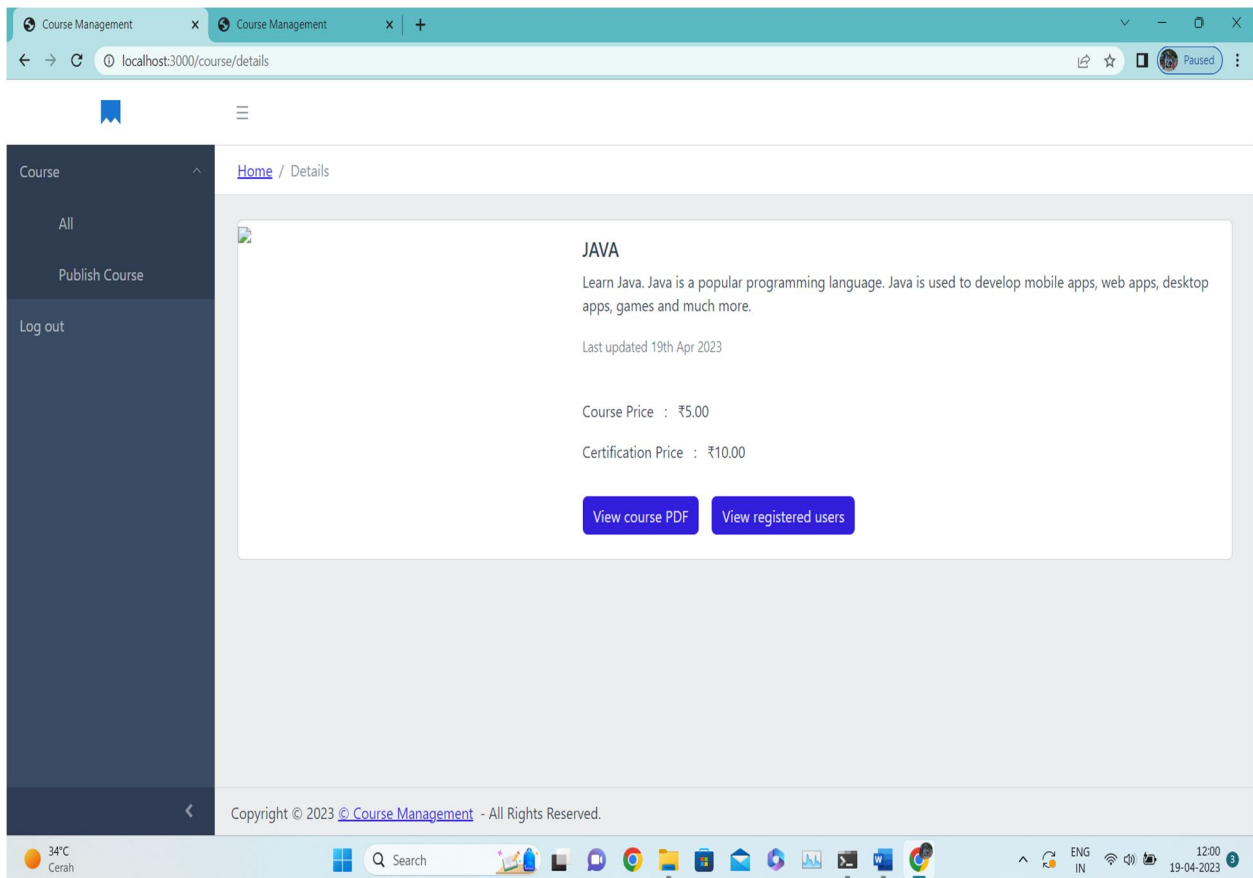 Course Management
Course Management
localhost:3000/course/details
Paused
Course
All
Publish Course
Log out
Home / Details
JAVA
Learn Java. Java is a popular programming language. Java is used to develop mobile apps, web apps, desktop
apps, games and much more.
Last updated 19th Apr 2023
Course Price : ₹5.00
Certification Price : ₹10.00
View course PDF
View registered users
Copyright © 2023 © Course Management - All Rights Reserved.
34°C
Cerah
Search
ENG
IN
12:00
19-04-2023
3